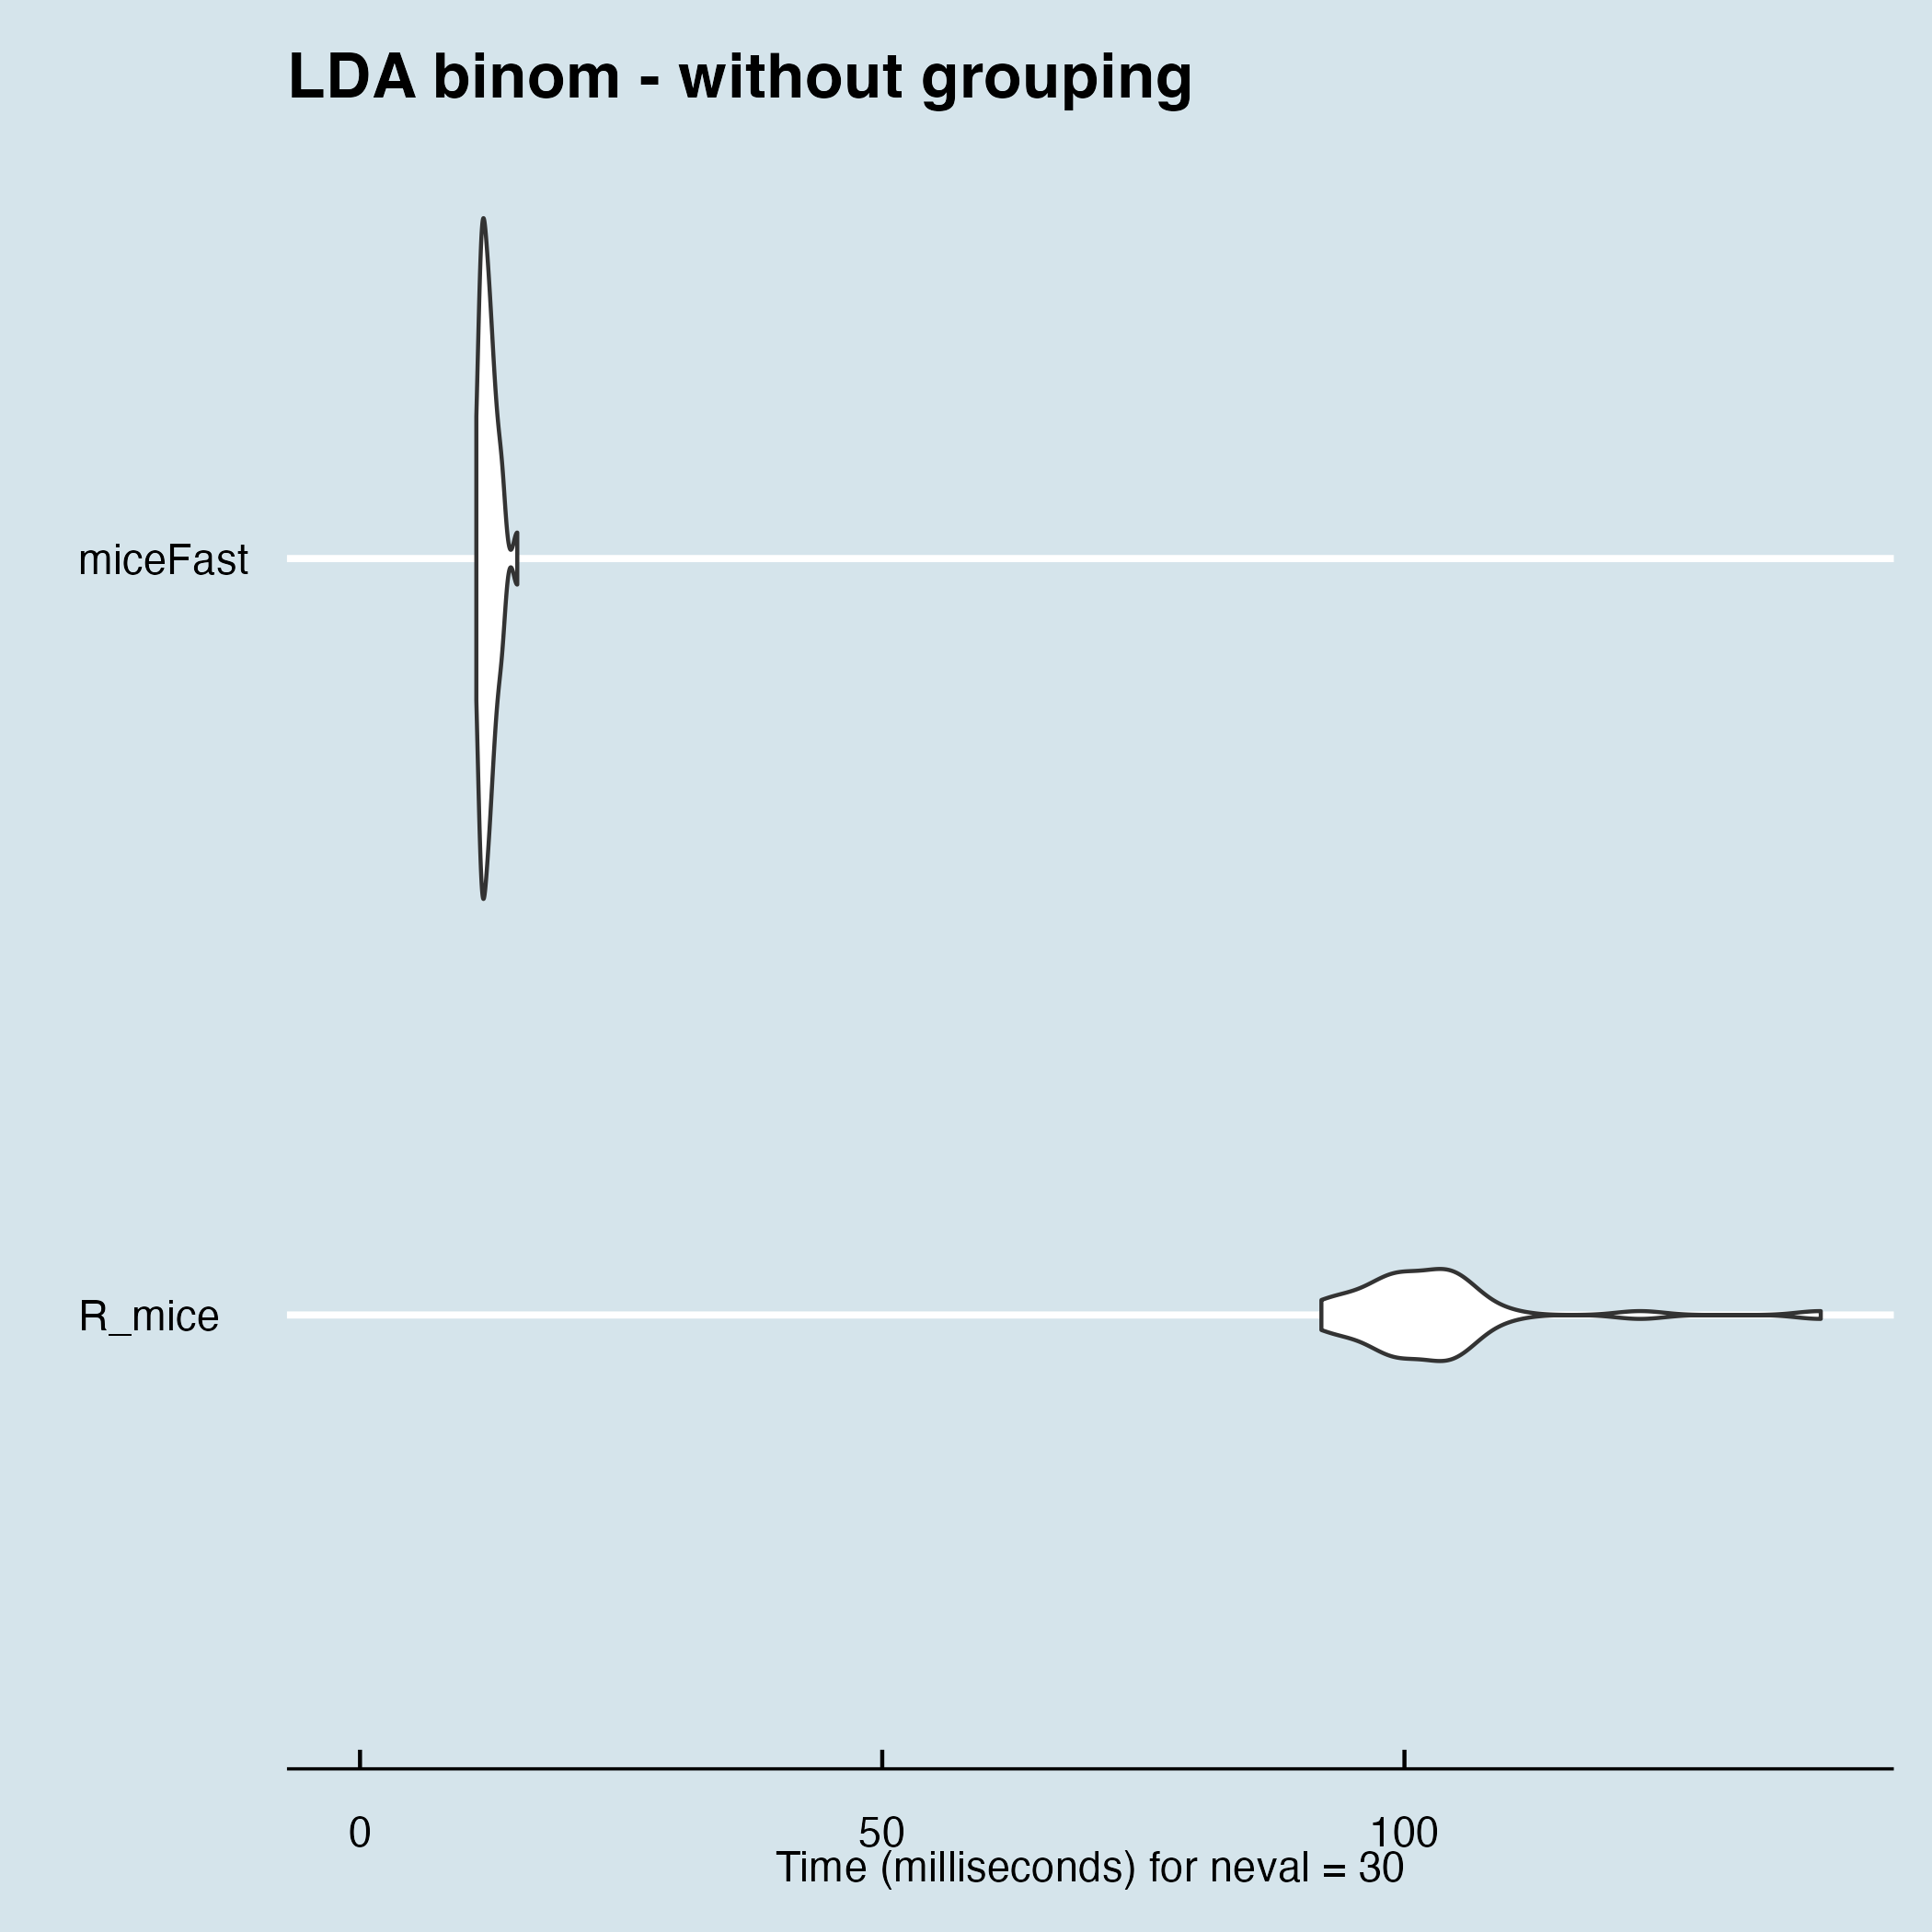 LDA binom - without grouping
miceFast
R_mice
0 50 100
Time (milliseconds) for neval = 30